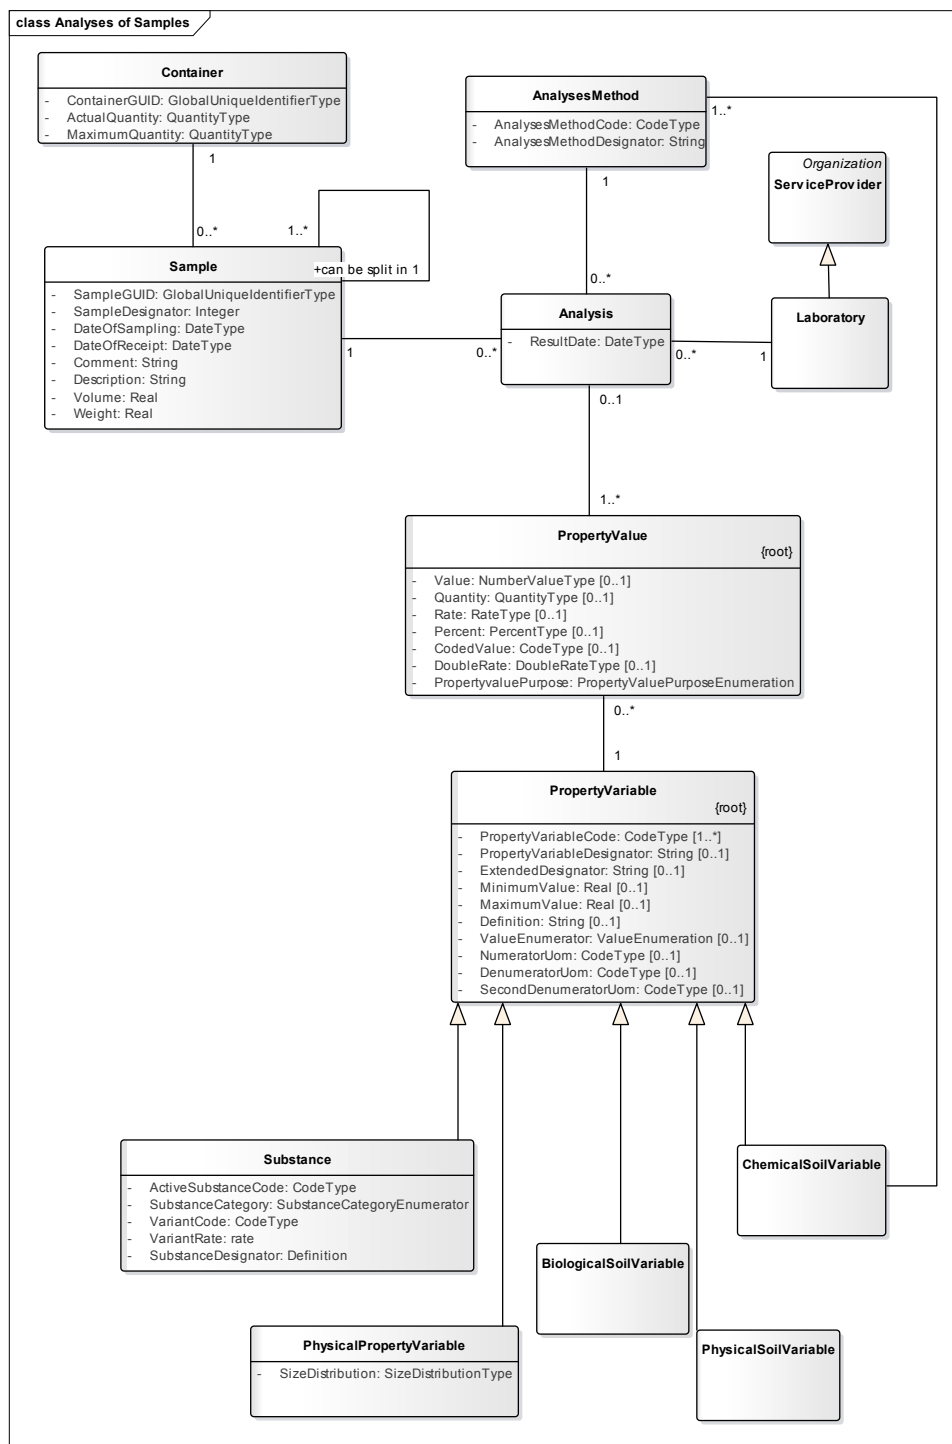 class Analyses of Samples
Container
- ContainerGUID: GlobalUniqueIdentifierType
- ActualQuantity: QuantityType
- MaximumQuantity: QuantityType
1
0..*
AnalysesMethod
- AnalysesMethodCode: CodeType
- AnalysesMethodDesignator: String
1..*
1
0..*
Organization
ServiceProvider
1..*
+can be split in 1
Sample
- SampleGUID: GlobalUniqueIdentifierType
- SampleDesignator: Integer
- DateOfSampling: DateType
- DateOfReceipt: DateType
- Comment: String
- Description: String
- Volume: Real
- Weight: Real
1
0..*
Analysis
- ResultDate: DateType
0..*
1
Laboratory
0..1
1..*
PropertyValue
{root}
- Value: NumberValueType [0..1]
- Quantity: QuantityType [0..1]
- Rate: RateType [0..1]
- Percent: PercentType [0..1]
- CodedValue: CodeType [0..1]
- DoubleRate: DoubleRateType [0..1]
- PropertyvaluePurpose: PropertyValuePurposeEnumeration
0..*
1
PropertyVariable
{root}
- PropertyVariableCode: CodeType [1..*]
- PropertyVariableDesignator: String [0..1]
- ExtendedDesignator: String [0..1]
- MinimumValue: Real [0..1]
- MaximumValue: Real [0..1]
- Definition: String [0..1]
- ValueEnumerator: ValueEnumeration [0..1]
- NumeratorUom: CodeType [0..1]
- DenumeratorUom: CodeType [0..1]
- SecondDenumeratorUom: CodeType [0..1]
Substance
- ActiveSubstanceCode: CodeType
- SubstanceCategory: SubstanceCategoryEnumerator
- VariantCode: CodeType
- VariantRate: rate
- SubstanceDesignator: Definition
ChemicalSoilVariable
BiologicalSoilVariable
PhysicalPropertyVariable
- SizeDistribution: SizeDistributionType
PhysicalSoilVariable